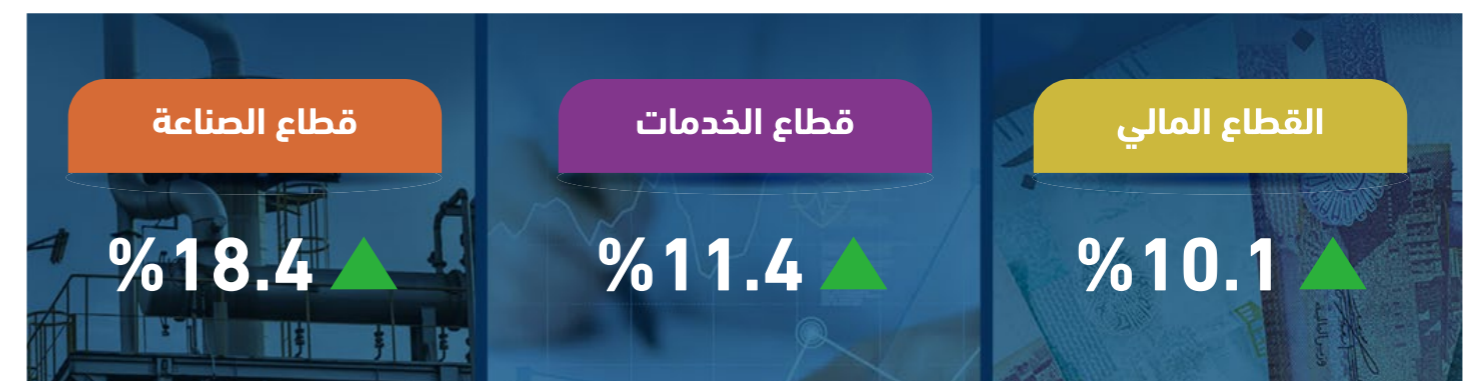 القطاع المالي
%10.1
قطاع الخدمات
%11.4
قطاع الصناعة
%18.4